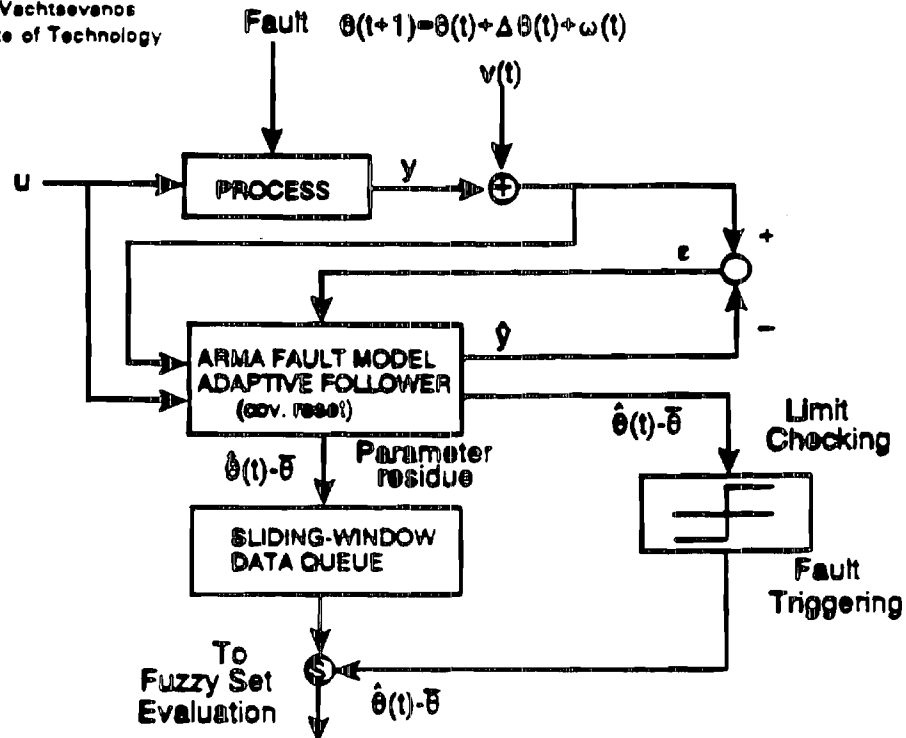 Vachtsevanos
te of Technology
Fault θ(t+1)=θ(t)+Δθ(t)+ω(t)
v(t)
u
PROCESS
y
+
+
ε
−
ŷ
ARMA FAULT MODEL
ADAPTIVE FOLLOWER
(cov. reset)
θ̂(t)-θ̄
Limit
Checking
θ̂(t)-θ̄
Parameter
residue
SLIDING-WINDOW
DATA QUEUE
Fault
Triggering
To
Fuzzy Set
Evaluation
S
θ̂(t)-θ̄